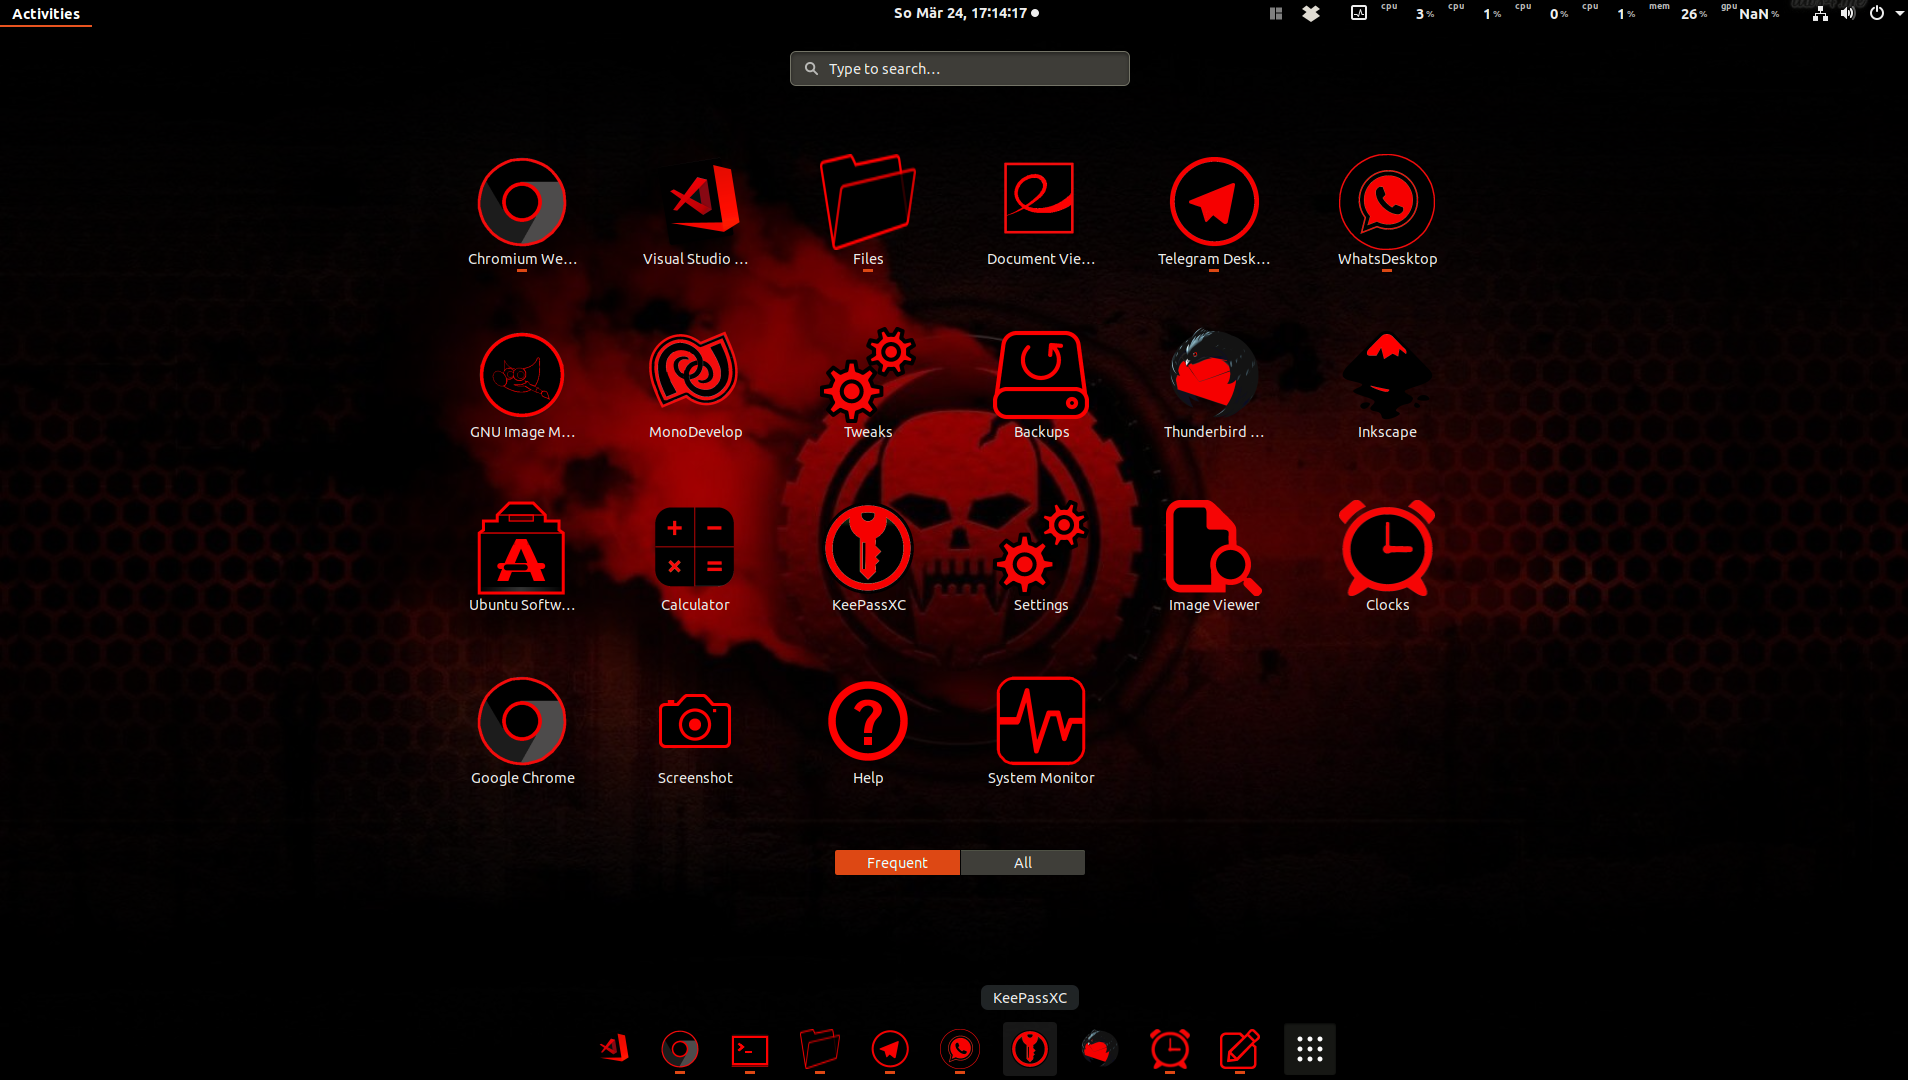 Activities
So Mär 24, 17:14:17
cpu 3 % cpu 1 % cpu 0 % cpu 1 % mem 26 % gpu NaN %
Type to search…
Chromium We… Visual Studio … Files Document Vie… Telegram Desk… WhatsDesktop
GNU Image M… MonoDevelop Tweaks Backups Thunderbird … Inkscape
Ubuntu Softw… Calculator KeePassXC Settings Image Viewer Clocks
Google Chrome Screenshot Help System Monitor
Frequent All
KeePassXC